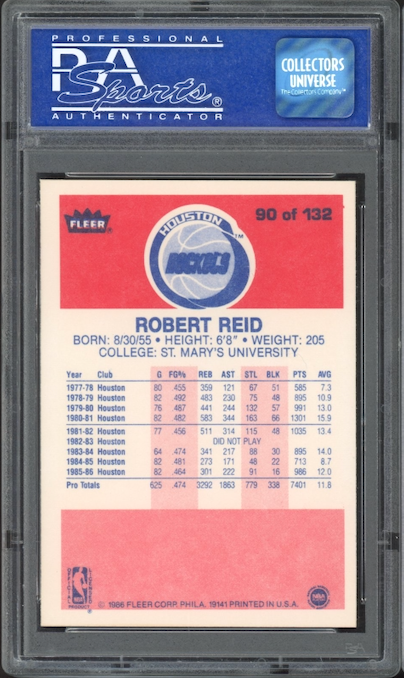 PROFESSIONAL
PSA
Sports®
AUTHENTICATOR
COLLECTORS
UNIVERSE
The Collectors Company™
FLEER
HOUSTON
ROCKETS
TM
90 of 132
ROBERT REID
BORN: 8/30/55 • HEIGHT: 6'8" • WEIGHT: 205
COLLEGE: ST. MARY'S UNIVERSITY
Year Club G FG% REB AST STL BLK PTS AVG
1977-78 Houston 80 455 359 121 67 51 585 7.3
1978-79 Houston 82 .492 483 230 75 48 895 10.9
1979-80 Houston 76 .487 441 244 132 57 991 13.0
1980-81 Houston 82 .482 583 344 163 66 1301 15.9
1981-82 Houston 77 .456 511 314 115 48 1035 13.4
1982-83 Houston DID NOT PLAY
1983-84 Houston 64 .474 341 217 88 30 895 14.0
1984-85 Houston 82 .481 273 171 48 22 713 8.7
1985-86 Houston 82 .464 301 222 91 16 986 12.0
Pro Totals 625 .474 3292 1863 779 338 7401 11.8
NBA
PRODUCT
© 1986 FLEER CORP. PHILA. 19141 PRINTED IN U.S.A.